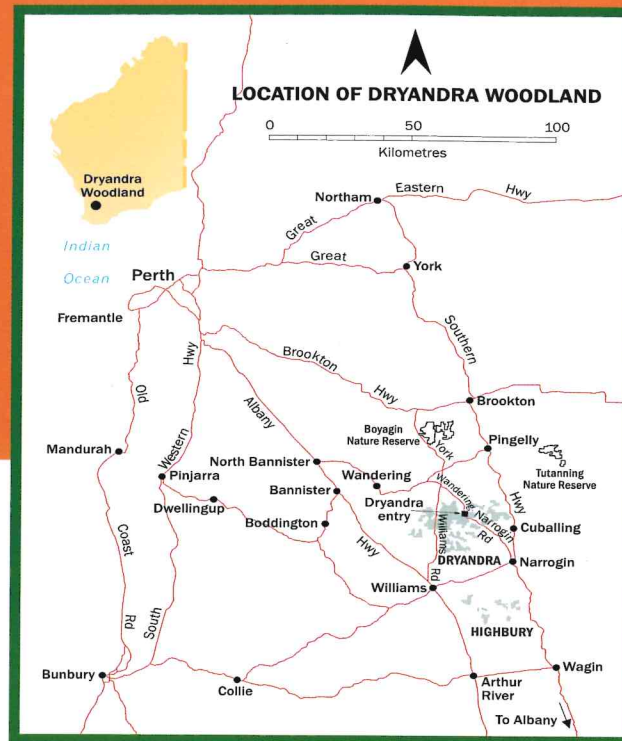 LOCATION OF DRYANDRA WOODLAND
0 50 100
Kilometres
Dryandra
Woodland
Indian
Ocean
Northam
Eastern Hwy
Great
Great
York
Perth
Fremantle
Southern
Hwy
Brookton
Hwy
Brookton
Old
Albany
Boyagin
Nature Reserve
York
Pingelly
Mandurah
Western
Pinjarra
North Bannister
Wandering
Tutanning
Nature Reserve
Dwellingup
Bannister
Wandering
Hwy
Dryandra
entry
Narrogin
Rd
Cuballing
Boddington
Williams
DRYANDRA
Coast
Hwy
Narrogin
Rd
Williams
South
HIGHBURY
Rd
Bunbury
Collie
Arthur
River
Wagin
To Albany